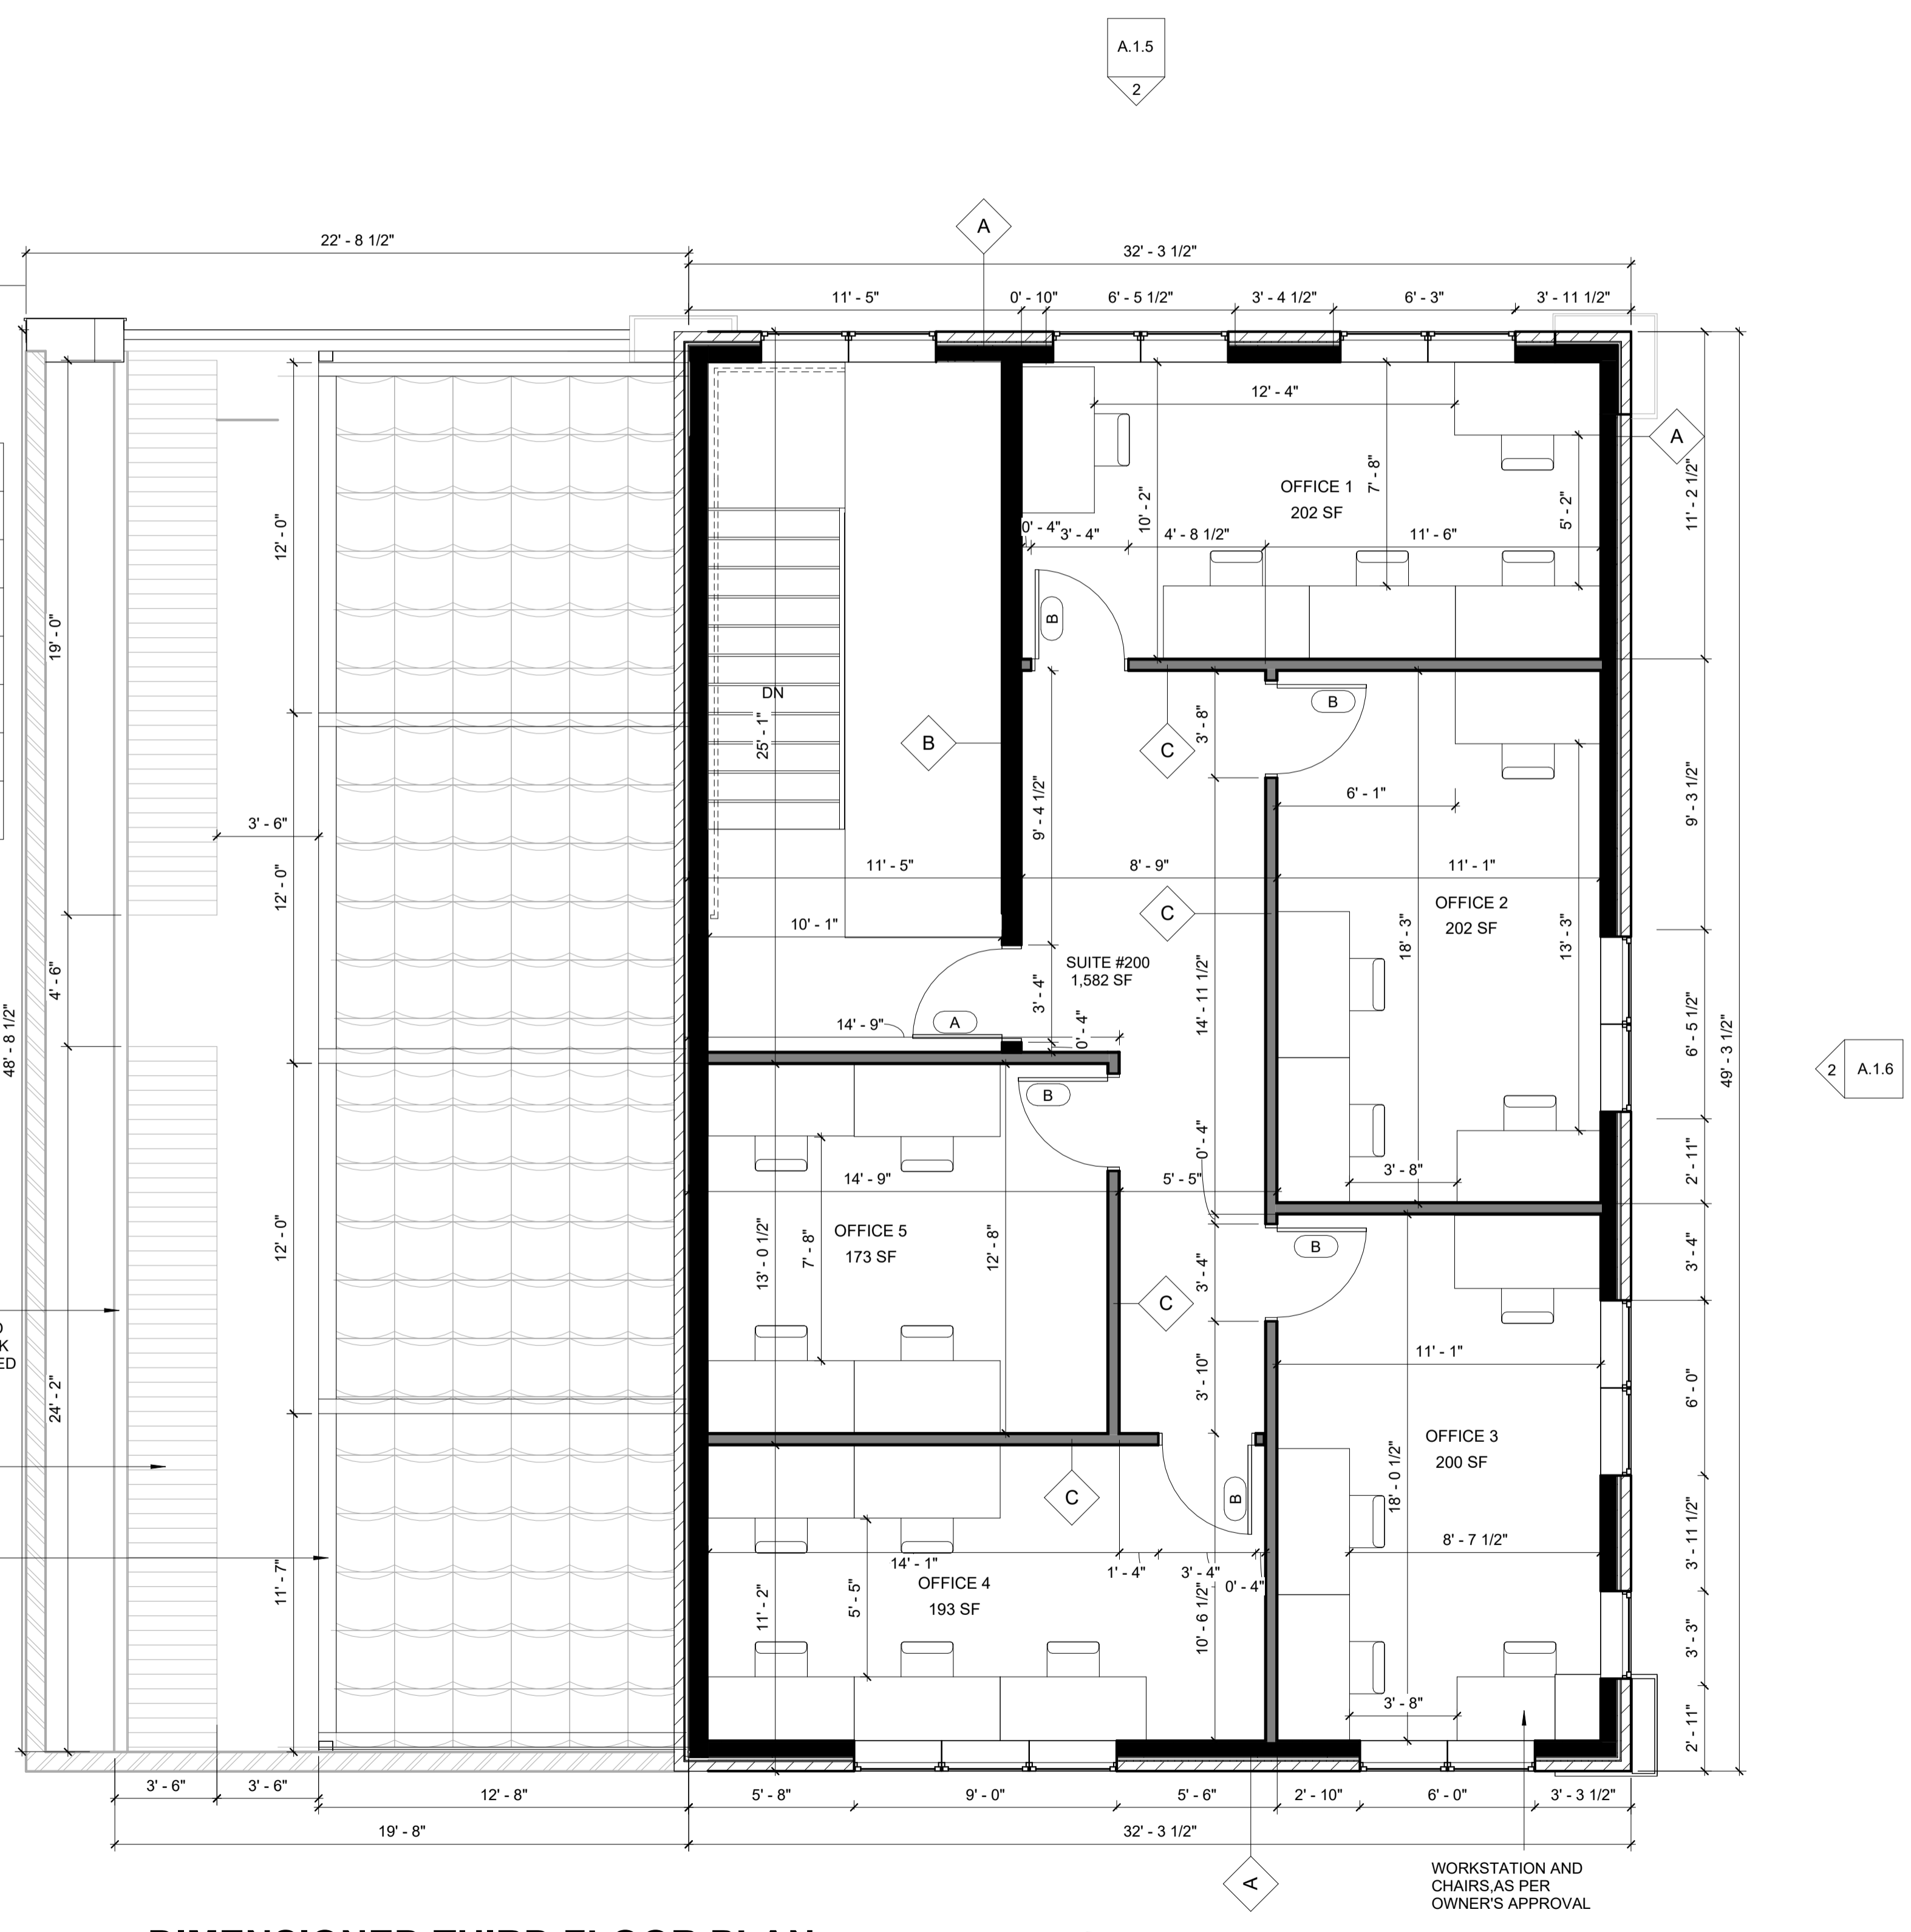 A.1.5
2
A
22' - 8 1/2"
32' - 3 1/2"
11' - 5"
0' - 10"
6' - 5 1/2"
3' - 4 1/2"
6' - 3"
3' - 11 1/2"
12' - 4"
A
OFFICE 1
202 SF
7' - 8"
10' - 2"
5' - 2"
11' - 2 1/2"
0' - 4"
3' - 4"
4' - 8 1/2"
11' - 6"
12' - 0"
19' - 0"
B
DN
25' - 1"
B
C
3' - 8"
B
6' - 1"
9' - 4 1/2"
9' - 3 1/2"
3' - 6"
12' - 0"
11' - 5"
8' - 9"
11' - 1"
C
OFFICE 2
202 SF
10' - 1"
18' - 3"
13' - 3"
SUITE #200
1,582 SF
4' - 6"
3' - 4"
14' - 11 1/2"
14' - 9"
A
0' - 4"
48' - 8 1/2"
6' - 5 1/2"
49' - 3 1/2"
2
A.1.6
B
0' - 4"
3' - 8"
2' - 11"
14' - 9"
5' - 5"
OFFICE 5
173 SF
12' - 0"
13' - 0 1/2"
7' - 8"
12' - 8"
3' - 4"
B
3' - 4"
C
K
ED
24' - 2"
3' - 10"
11' - 1"
6' - 0"
OFFICE 3
200 SF
18' - 0 1/2"
C
B
8' - 7 1/2"
3' - 11 1/2"
14' - 1"
1' - 4"
3' - 4"
0' - 4"
OFFICE 4
193 SF
11' - 7"
11' - 2"
5' - 5"
10' - 6 1/2"
3' - 3"
3' - 8"
2' - 11"
3' - 6"
3' - 6"
12' - 8"
5' - 8"
9' - 0"
5' - 6"
2' - 10"
6' - 0"
3' - 3 1/2"
19' - 8"
32' - 3 1/2"
A
WORKSTATION AND
CHAIRS,AS PER
OWNER'S APPROVAL
DIMENSIONED THIRD FLOOR PLAN